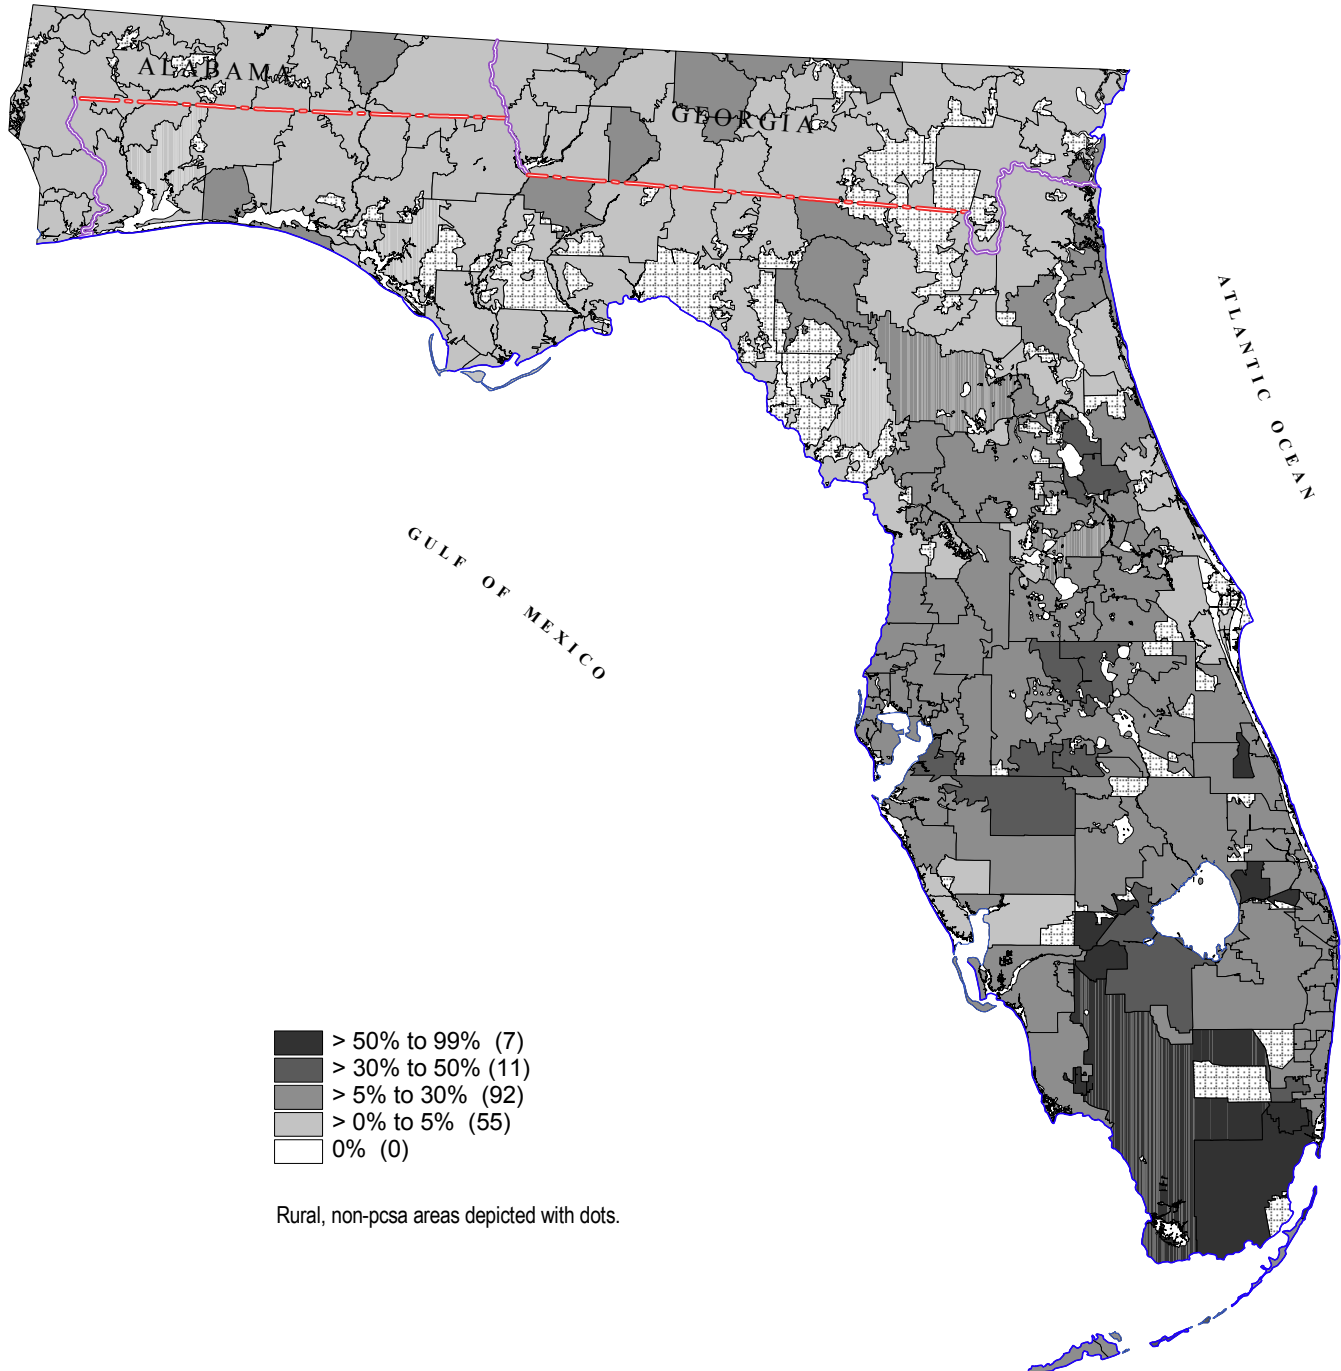 ALABAMA
GEORGIA
ATLANTIC OCEAN
GULF OF MEXICO
> 50% to 99% (7)
> 30% to 50% (11)
> 5% to 30% (92)
> 0% to 5% (55)
0% (0)
Rural, non-pcsa areas depicted with dots.